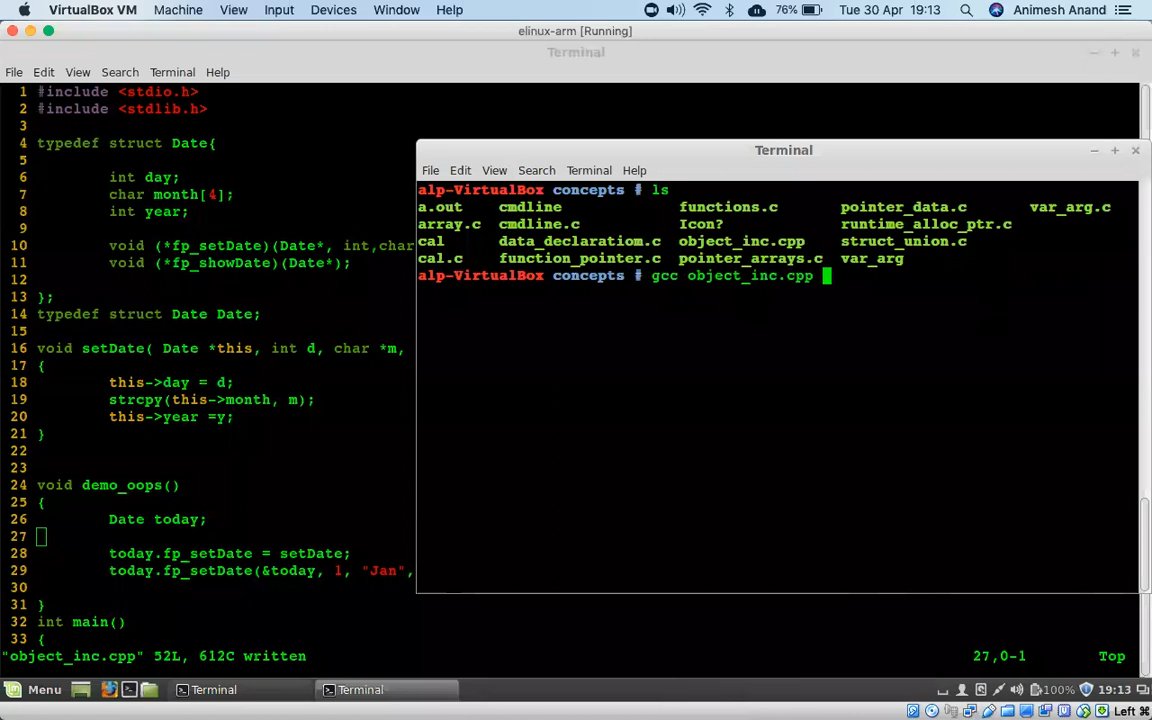 VirtualBox VM Machine View Input Devices Window Help 76% Tue 30 Apr 19:13 Animesh Anand
elinux-arm [Running]
Terminal
File Edit View Search Terminal Help
1 #include <stdio.h>
2 #include <stdlib.h>
3
4 typedef struct Date{
5
6 int day;
7 char month[4];
8 int year;
9
10 void (*fp_setDate)(Date*, int,char
11 void (*fp_showDate)(Date*);
12
13 };
14 typedef struct Date Date;
15
16 void setDate( Date *this, int d, char *m,
17 {
18 this->day = d;
19 strcpy(this->month, m);
20 this->year =y;
21 }
22
23
24 void demo_oops()
25 {
26 Date today;
27
28 today.fp_setDate = setDate;
29 today.fp_setDate(&today, 1, "Jan",
30
31 }
32 int main()
33 {
"object_inc.cpp" 52L, 612C written 27,0-1 Top
Terminal
File Edit View Search Terminal Help
alp-VirtualBox concepts # ls
a.out cmdline functions.c pointer_data.c var_arg.c
array.c cmdline.c Icon? runtime_alloc_ptr.c
cal data_declaratiom.c object_inc.cpp struct_union.c
cal.c function_pointer.c pointer_arrays.c var_arg
alp-VirtualBox concepts # gcc object_inc.cpp
Menu Terminal Terminal 100% 19:13
Left ⌘